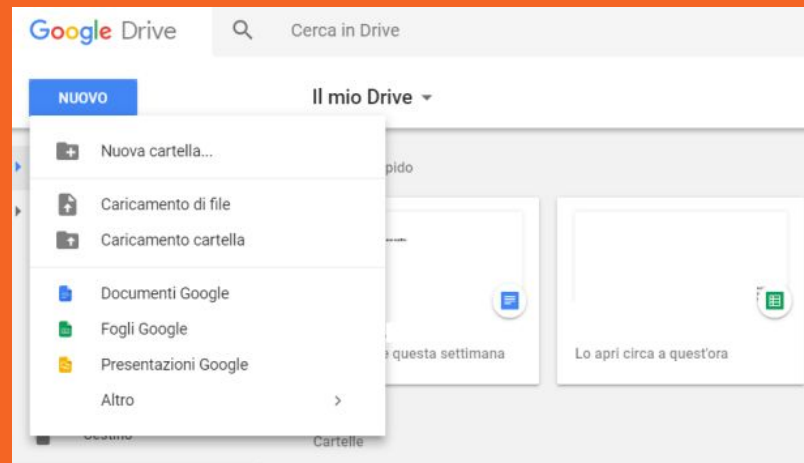 Google Drive
Cerca in Drive
NUOVO
Il mio Drive
Nuova cartella...
pido
Caricamento di file
Caricamento cartella
Documenti Google
Fogli Google
Presentazioni Google
questa settimana
Lo apri circa a quest'ora
Altro
Cestino
Cartelle